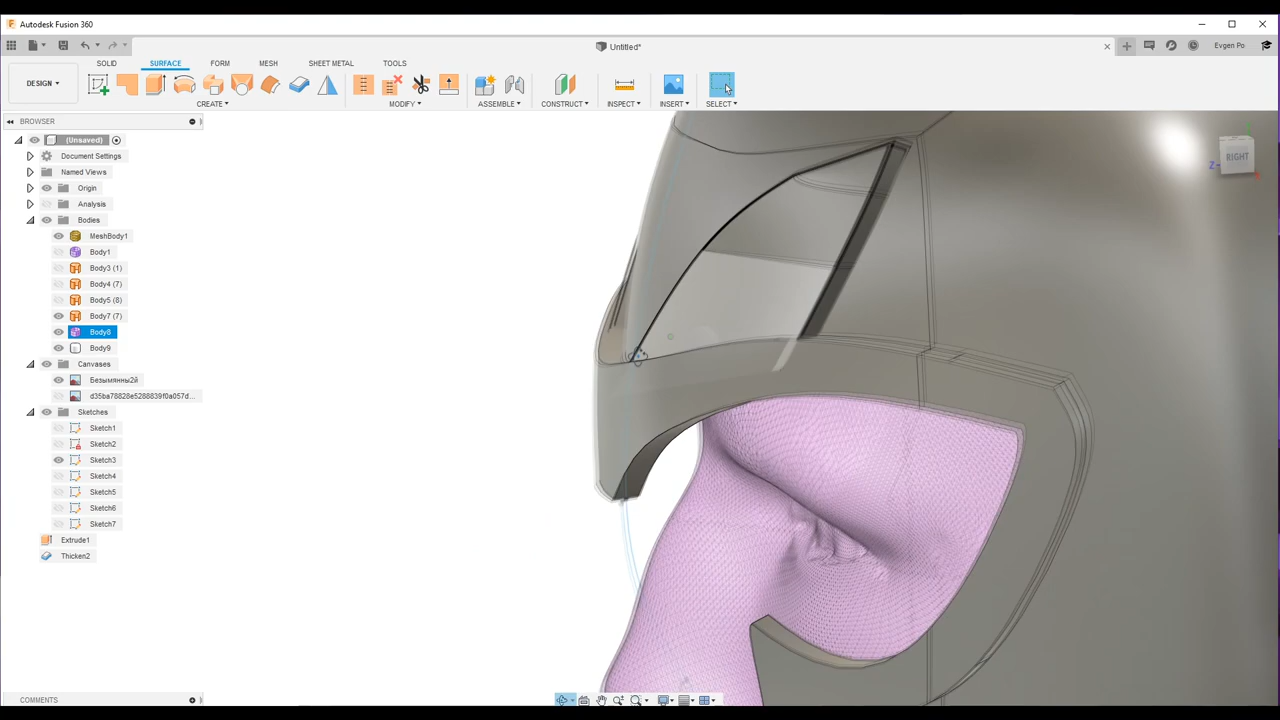 Autodesk Fusion 360
Untitled*
Evgen Po
DESIGN
SOLID SURFACE FORM MESH SHEET METAL TOOLS
CREATE MODIFY ASSEMBLE CONSTRUCT INSPECT INSERT SELECT
BROWSER
(Unsaved)
Document Settings
Named Views
Origin
Analysis
Bodies
MeshBody1
Body1
Body3 (1)
Body4 (7)
Body5 (8)
Body7 (7)
Body8
Body9
Canvases
Безымянны2й
d35ba78828e5288839f0a057d...
Sketches
Sketch1
Sketch2
Sketch3
Sketch4
Sketch5
Sketch6
Sketch7
Extrude1
Thicken2
RIGHT
Z
COMMENTS